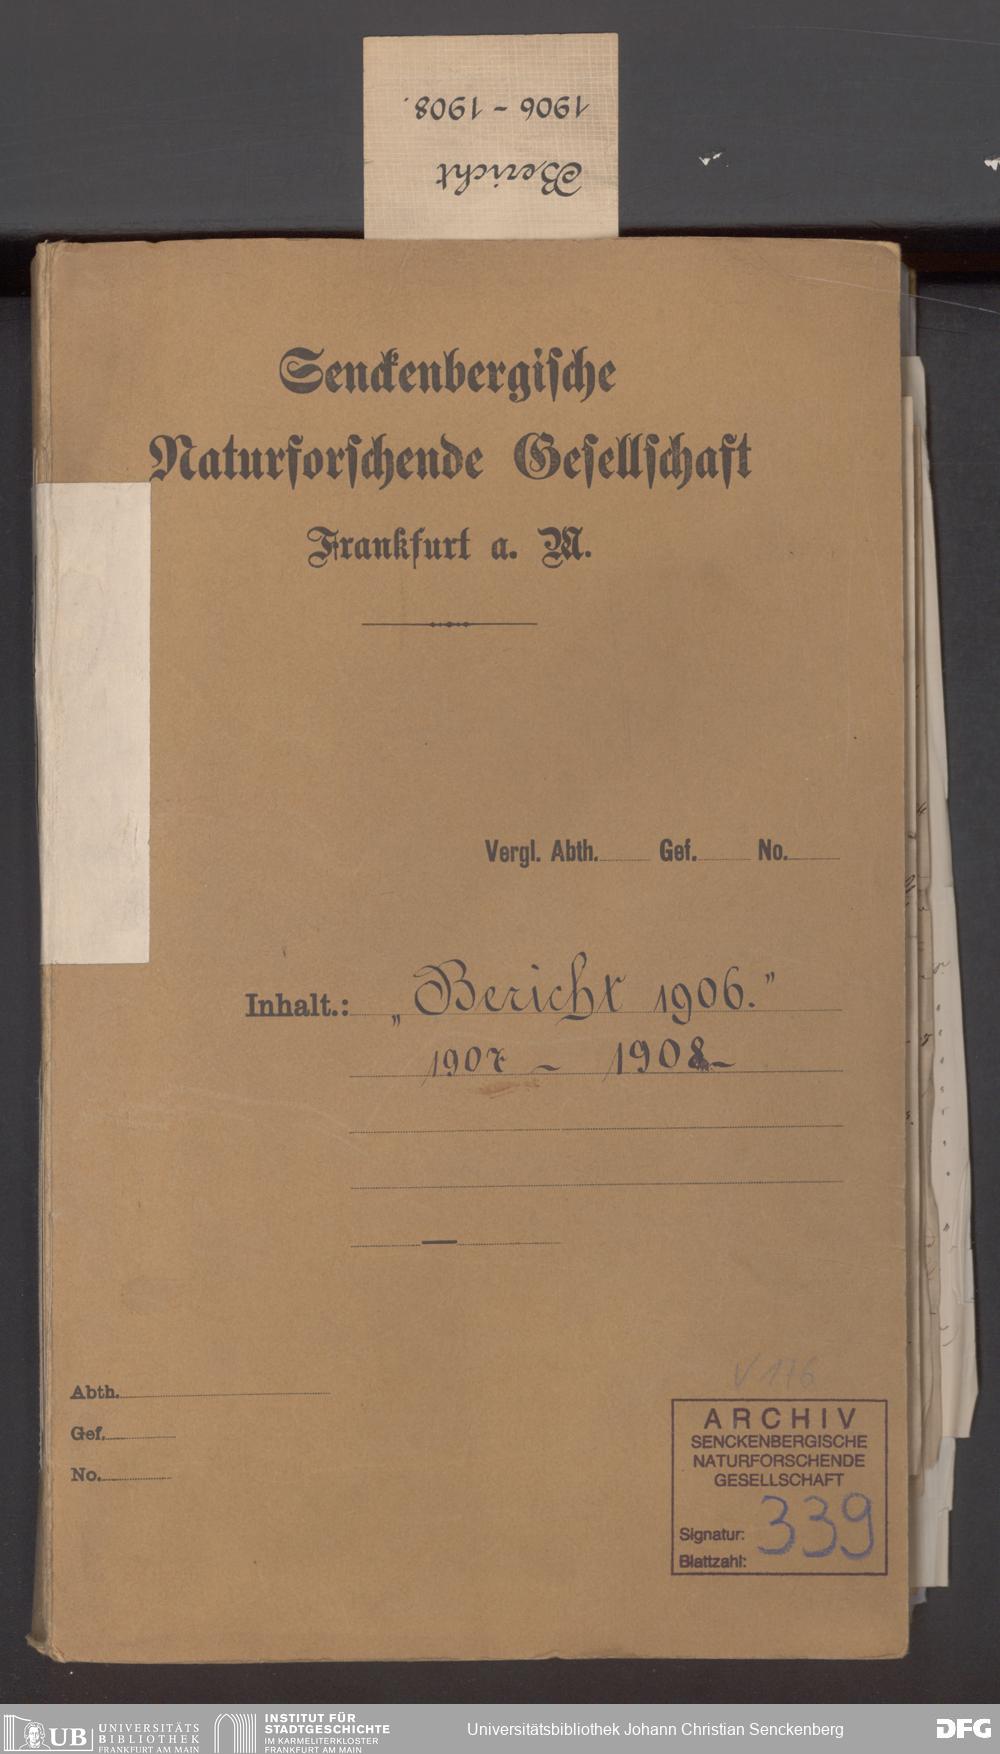 Bericht
1906 - 1908.
Senckenbergische
Naturforschende Gesellschaft
Frankfurt a. M.
Vergl. Abth. Gef. No.
Inhalt.: „Bericht 1906.”
1907 – 1908 –
Abth.
Gef.
No.
V 176
ARCHIV
SENCKENBERGISCHE
NATURFORSCHENDE
GESELLSCHAFT
Signatur: 339
Blattzahl:
UB UNIVERSITÄTS
BIBLIOTHEK
FRANKFURT AM MAIN
INSTITUT FÜR
STADTGESCHICHTE
IM KARMELITERKLOSTER
FRANKFURT AM MAIN
Universitätsbibliothek Johann Christian Senckenberg
DFG